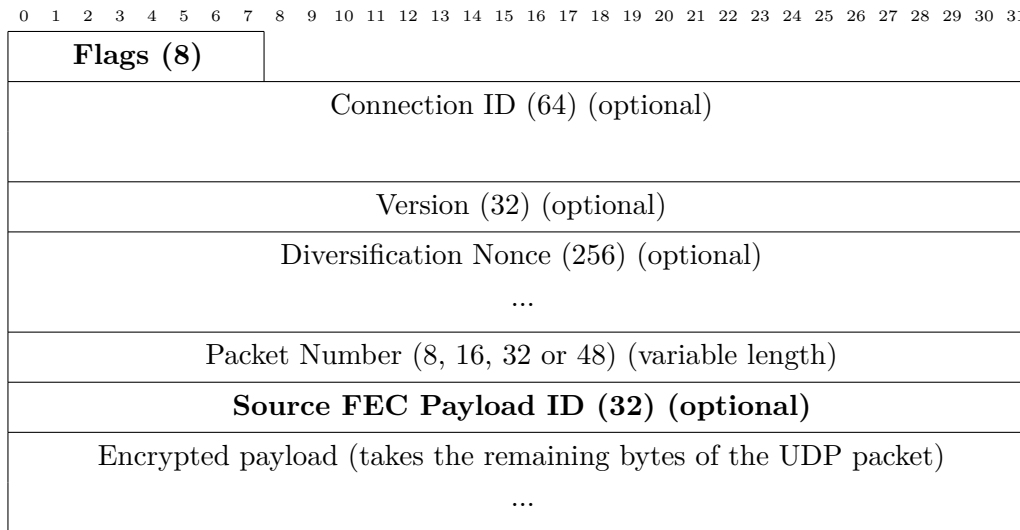 0 1 2 3 4 5 6 7 8 9 10 11 12 13 14 15 16 17 18 19 20 21 22 23 24 25 26 27 28 29 30 31
Flags (8)
Connection ID (64) (optional)
Version (32) (optional)
Diversification Nonce (256) (optional)
...
Packet Number (8, 16, 32 or 48) (variable length)
Source FEC Payload ID (32) (optional)
Encrypted payload (takes the remaining bytes of the UDP packet)
...